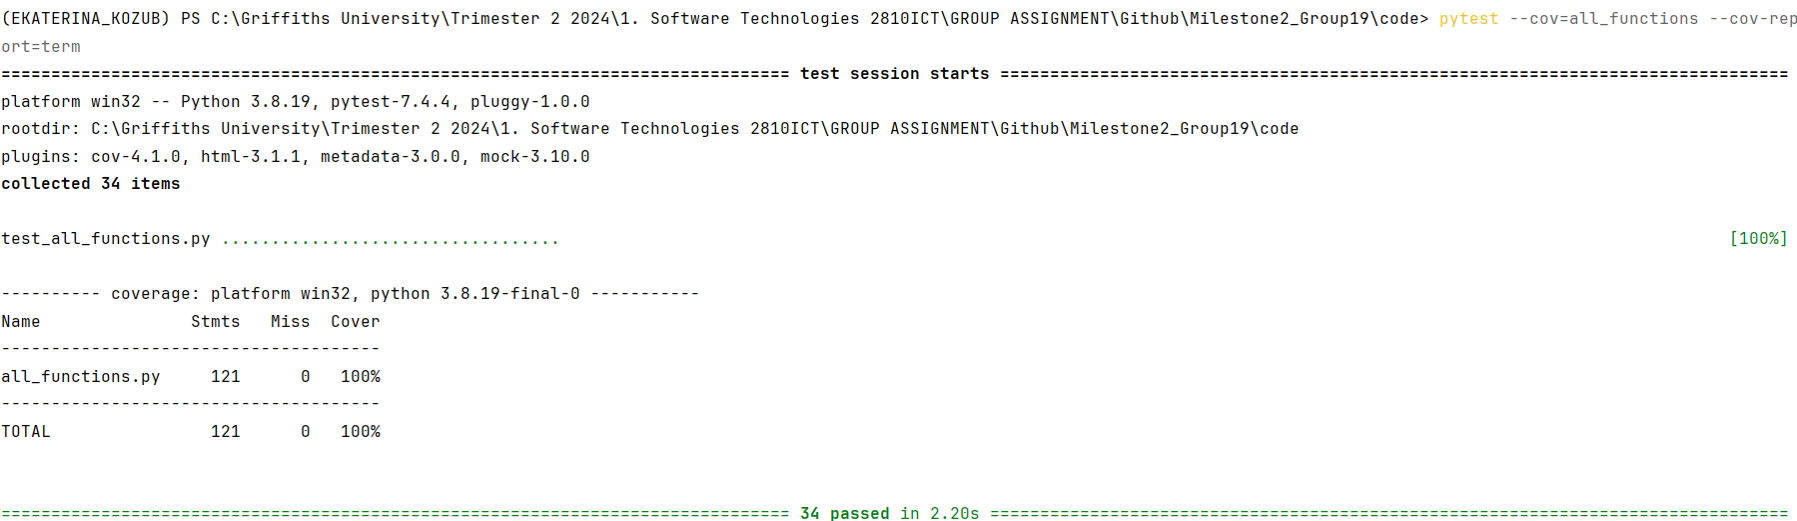 (EKATERINA_KOZUB) PS C:\Griffiths University\Trimester 2 2024\1. Software Technologies 2810ICT\GROUP ASSIGNMENT\Github\Milestone2_Group19\code> pytest --cov=all_functions --cov-rep
ort=term
=============================================================================== test session starts ===============================================================================
platform win32 -- Python 3.8.19, pytest-7.4.4, pluggy-1.0.0
rootdir: C:\Griffiths University\Trimester 2 2024\1. Software Technologies 2810ICT\GROUP ASSIGNMENT\Github\Milestone2_Group19\code
plugins: cov-4.1.0, html-3.1.1, metadata-3.0.0, mock-3.10.0
collected 34 items
test_all_functions.py .................................. [100%]
---------- coverage: platform win32, python 3.8.19-final-0 -----------
Name Stmts Miss Cover
--------------------------------------
all_functions.py 121 0 100%
--------------------------------------
TOTAL 121 0 100%
=============================================================================== 34 passed in 2.20s ================================================================================